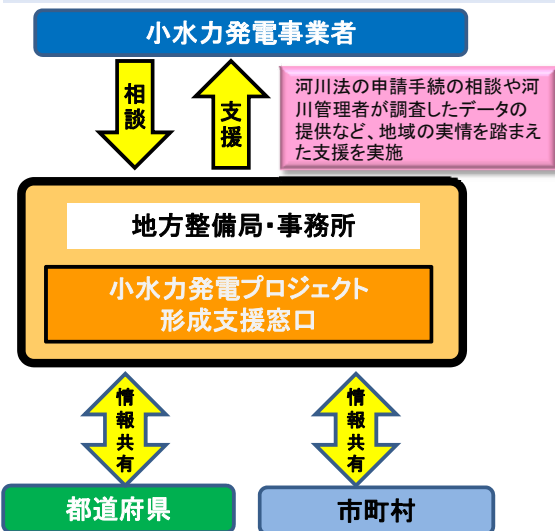 小水力発電事業者
相談
支援
河川法の申請手続の相談や河
川管理者が調査したデータの
提供など、地域の実情を踏まえ
た支援を実施
地方整備局・事務所
小水力発電プロジェクト
形成支援窓口
情報共有
情報共有
都道府県
市町村